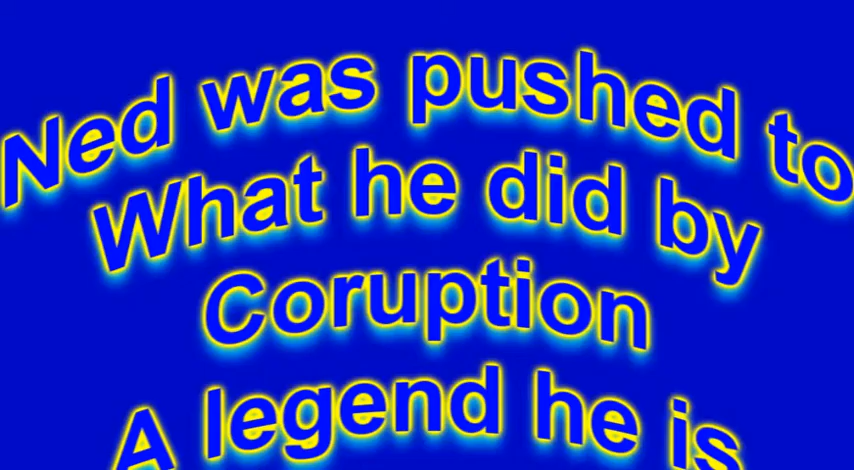 Ned was pushed to
What he did by
Coruption
A legend he is